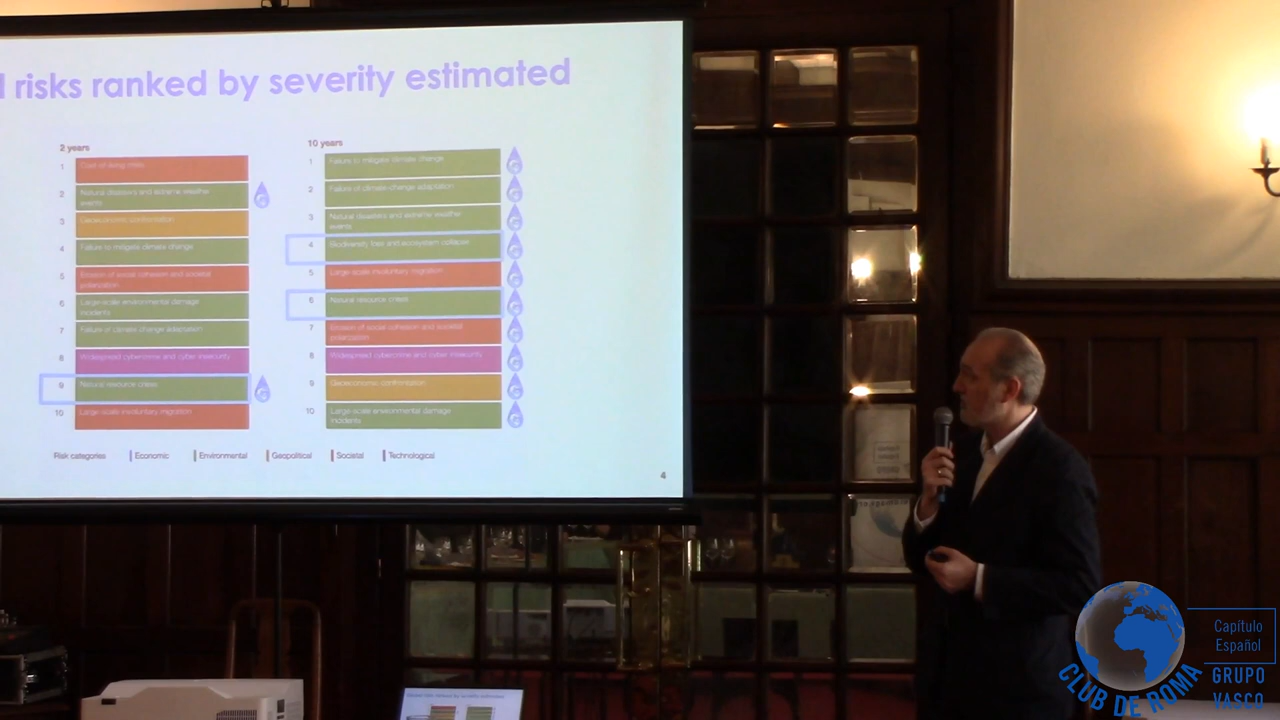 l risks ranked by severity estimated
2 years
1 Cost of living crisis
2 Natural disasters and extreme weather
events
3 Geoeconomic confrontation
4 Failure to mitigate climate change
5 Erosion of social cohesion and societal
polarization
6 Large-scale environmental damage
incidents
7 Failure of climate change adaptation
8 Widespread cybercrime and cyber insecurity
9 Natural resource crises
10 Large-scale involuntary migration
10 years
1 Failure to mitigate climate change
2 Failure of climate-change adaptation
3 Natural disasters and extreme weather
events
4 Biodiversity loss and ecosystem collapse
5 Large-scale involuntary migration
6 Natural resource crises
7 Erosion of social cohesion and societal
polarization
8 Widespread cybercrime and cyber insecurity
9 Geoeconomic confrontation
10 Large-scale environmental damage
incidents
Risk categories Economic Environmental Geopolitical Societal Technological
4
CLUB DE ROMA
Capítulo
Español
GRUPO
VASCO